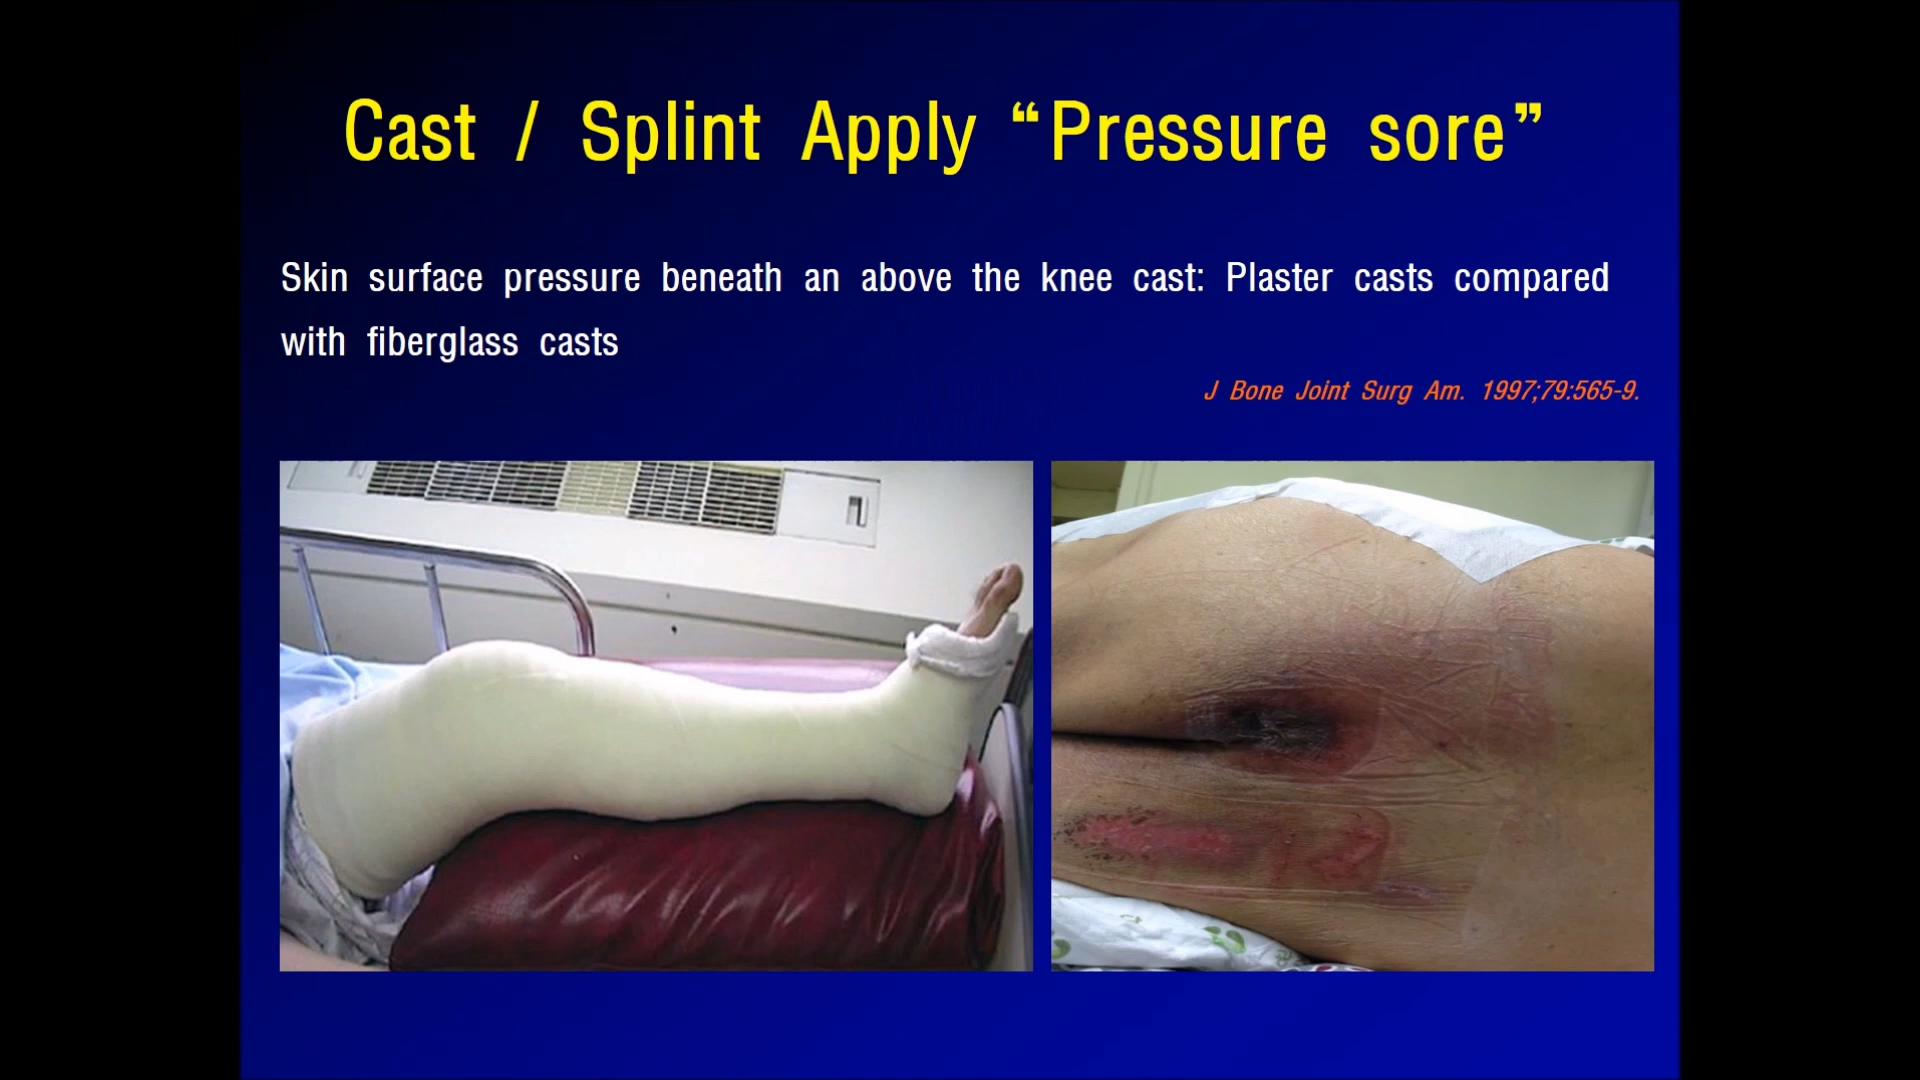 Cast / Splint Apply “Pressure sore”
Skin surface pressure beneath an above the knee cast: Plaster casts compared
with fiberglass casts
J Bone Joint Surg Am. 1997;79:565-9.